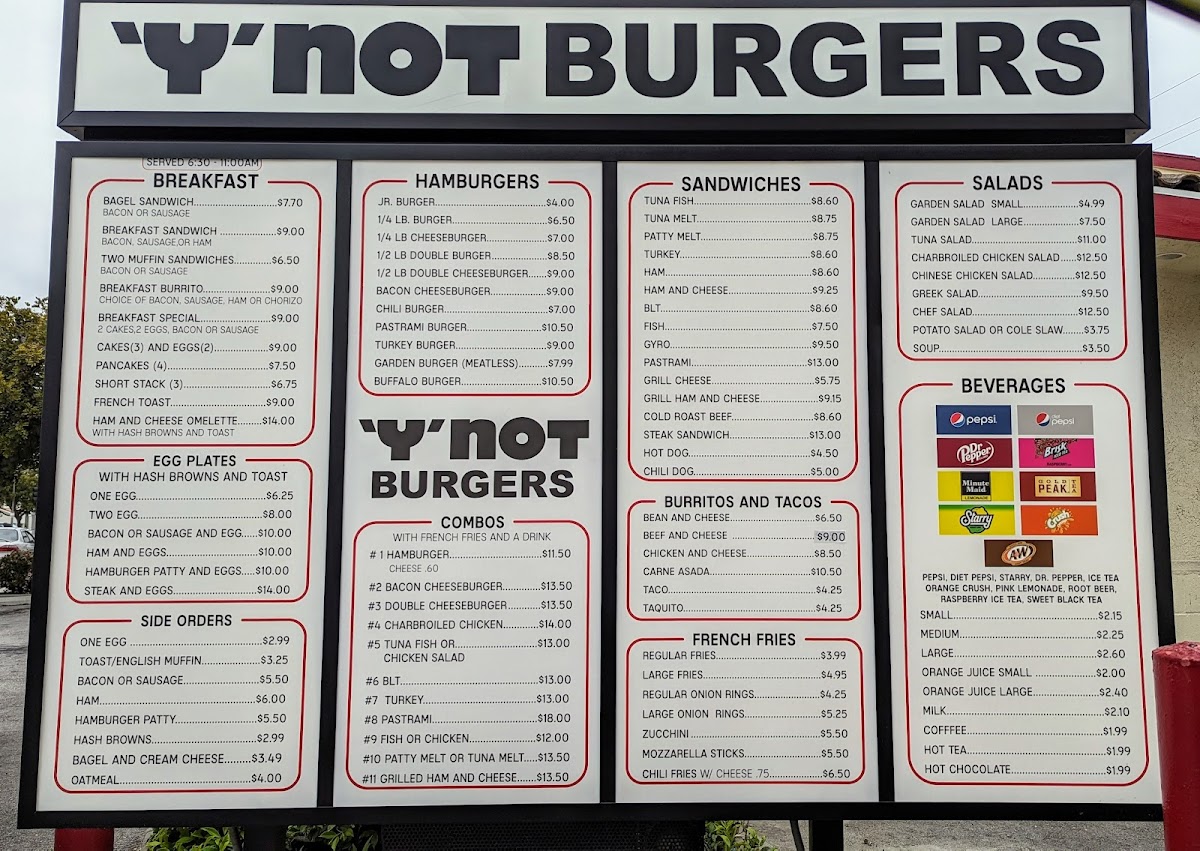 'Y' NOT BURGERS
SERVED 6:30 - 11:00AM
BREAKFAST
BAGEL SANDWICH $7.70
BACON OR SAUSAGE
BREAKFAST SANDWICH $9.00
BACON, SAUSAGE,OR HAM
TWO MUFFIN SANDWICHES $6.50
BACON OR SAUSAGE
BREAKFAST BURRITO $9.00
CHOICE OF BACON, SAUSAGE, HAM OR CHORIZO
BREAKFAST SPECIAL $9.00
2 CAKES,2 EGGS, BACON OR SAUSAGE
CAKES(3) AND EGGS(2) $9.00
PANCAKES (4) $7.50
SHORT STACK (3) $6.75
FRENCH TOAST $9.00
HAM AND CHEESE OMELETTE $14.00
WITH HASH BROWNS AND TOAST
EGG PLATES
WITH HASH BROWNS AND TOAST
ONE EGG $6.25
TWO EGG $8.00
BACON OR SAUSAGE AND EGG $10.00
HAM AND EGGS $10.00
HAMBURGER PATTY AND EGGS $10.00
STEAK AND EGGS $14.00
SIDE ORDERS
ONE EGG $2.99
TOAST/ENGLISH MUFFIN $3.25
BACON OR SAUSAGE $5.50
HAM $6.00
HAMBURGER PATTY $5.50
HASH BROWNS $2.99
BAGEL AND CREAM CHEESE $3.49
OATMEAL $4.00
HAMBURGERS
JR. BURGER $4.00
1/4 LB. BURGER $6.50
1/4 LB CHEESEBURGER $7.00
1/2 LB DOUBLE BURGER $8.50
1/2 LB DOUBLE CHEESEBURGER $9.00
BACON CHEESEBURGER $9.00
CHILI BURGER $7.00
PASTRAMI BURGER $10.50
TURKEY BURGER $9.00
GARDEN BURGER (MEATLESS) $7.99
BUFFALO BURGER $10.50
'Y' NOT
BURGERS
COMBOS
WITH FRENCH FRIES AND A DRINK
# 1 HAMBURGER $11.50
CHEESE .60
#2 BACON CHEESEBURGER $13.50
#3 DOUBLE CHEESEBURGER $13.50
#4 CHARBROILED CHICKEN $14.00
#5 TUNA FISH OR $13.00
CHICKEN SALAD
#6 BLT $13.00
#7 TURKEY $13.00
#8 PASTRAMI $18.00
#9 FISH OR CHICKEN $12.00
#10 PATTY MELT OR TUNA MELT $13.50
#11 GRILLED HAM AND CHEESE $13.50
SANDWICHES
TUNA FISH $8.60
TUNA MELT $8.75
PATTY MELT $8.75
TURKEY $8.60
HAM $8.60
HAM AND CHEESE $9.25
BLT $8.60
FISH $7.50
GYRO $9.50
PASTRAMI $13.00
GRILL CHEESE $5.75
GRILL HAM AND CHEESE $9.15
COLD ROAST BEEF $8.60
STEAK SANDWICH $13.00
HOT DOG $4.50
CHILI DOG $5.00
BURRITOS AND TACOS
BEAN AND CHEESE $6.50
BEEF AND CHEESE $9.00
CHICKEN AND CHEESE $8.50
CARNE ASADA $10.50
TACO $4.25
TAQUITO $4.25
FRENCH FRIES
REGULAR FRIES $3.99
LARGE FRIES $4.95
REGULAR ONION RINGS $4.25
LARGE ONION RINGS $5.25
ZUCCHINI $5.50
MOZZARELLA STICKS $5.50
CHILI FRIES W/ CHEESE .75 $6.50
SALADS
GARDEN SALAD SMALL $4.99
GARDEN SALAD LARGE $7.50
TUNA SALAD $11.00
CHARBROILED CHICKEN SALAD $12.50
CHINESE CHICKEN SALAD $12.50
GREEK SALAD $9.50
CHEF SALAD $12.50
POTATO SALAD OR COLE SLAW $3.75
SOUP $3.50
BEVERAGES
pepsi diet pepsi
Dr Pepper Brisk RASPBERRY
Minute Maid LEMONADE GOLD PEAK TEA
Starry Crush
A&W
PEPSI, DIET PEPSI, STARRY, DR. PEPPER, ICE TEA
ORANGE CRUSH, PINK LEMONADE, ROOT BEER,
RASPBERRY ICE TEA, SWEET BLACK TEA
SMALL $2.15
MEDIUM $2.25
LARGE $2.60
ORANGE JUICE SMALL $2.00
ORANGE JUICE LARGE $2.40
MILK $2.10
COFFFEE $1.99
HOT TEA $1.99
HOT CHOCOLATE $1.99